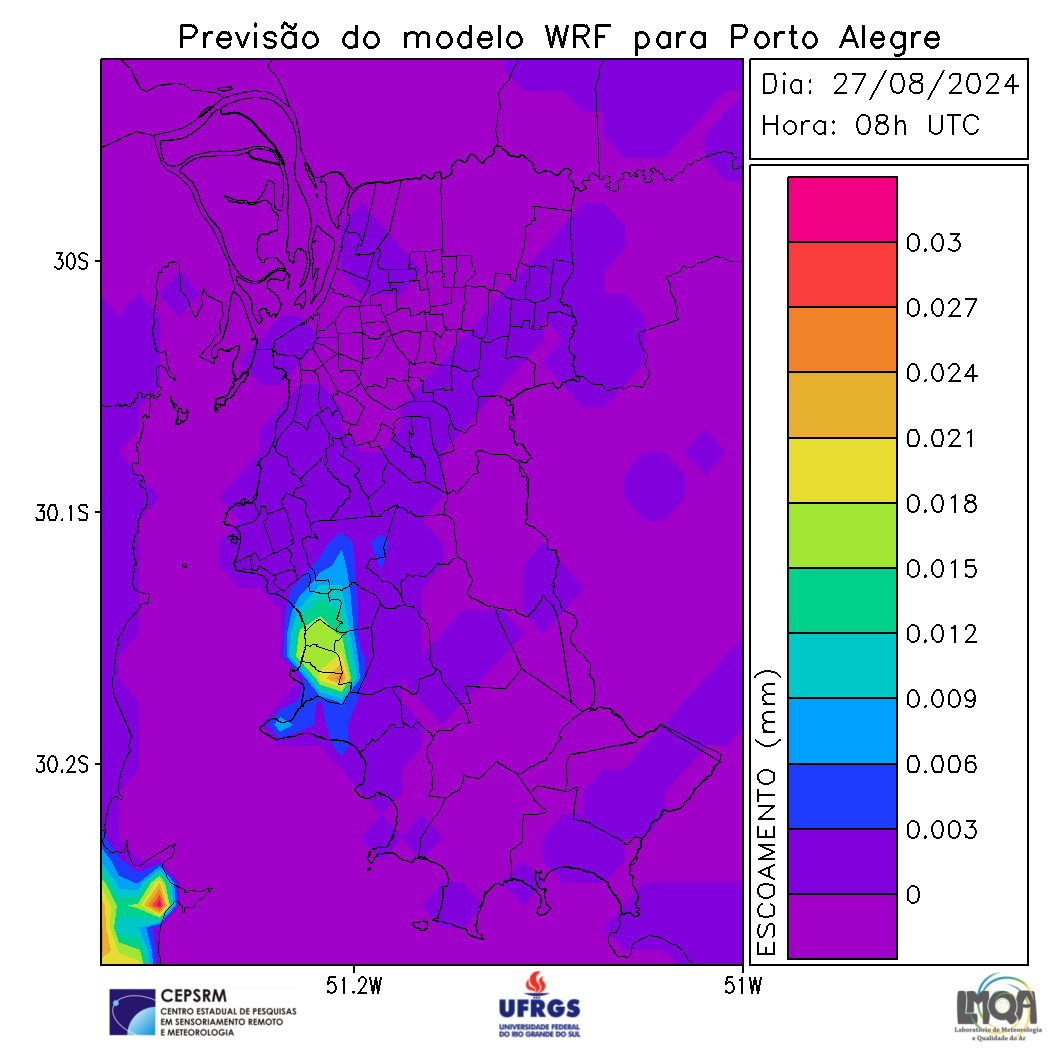 Previsão do modelo WRF para Porto Alegre
Dia: 27/08/2024
Hora: 08h UTC
30S
30.1S
30.2S
51.2W
51W
ESCOAMENTO (mm)
0.03
0.027
0.024
0.021
0.018
0.015
0.012
0.009
0.006
0.003
0
CEPSRM
CENTRO ESTADUAL DE PESQUISAS
EM SENSORIAMENTO REMOTO
E METEOROLOGIA
UFRGS
UNIVERSIDADE FEDERAL
DO RIO GRANDE DO SUL
LMQA
Laboratório de Meteorologia
e Qualidade do Ar